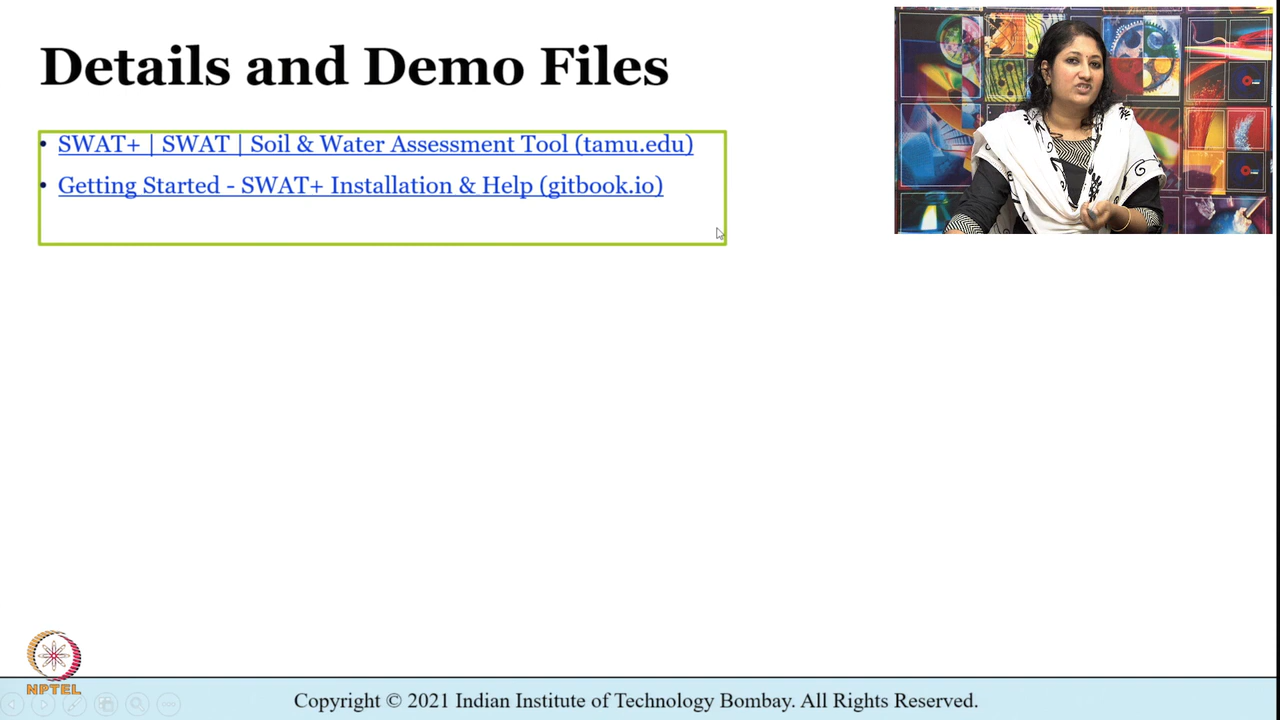 Details and Demo Files
• SWAT+ | SWAT | Soil & Water Assessment Tool (tamu.edu)
• Getting Started - SWAT+ Installation & Help (gitbook.io)
NPTEL
Copyright © 2021 Indian Institute of Technology Bombay. All Rights Reserved.